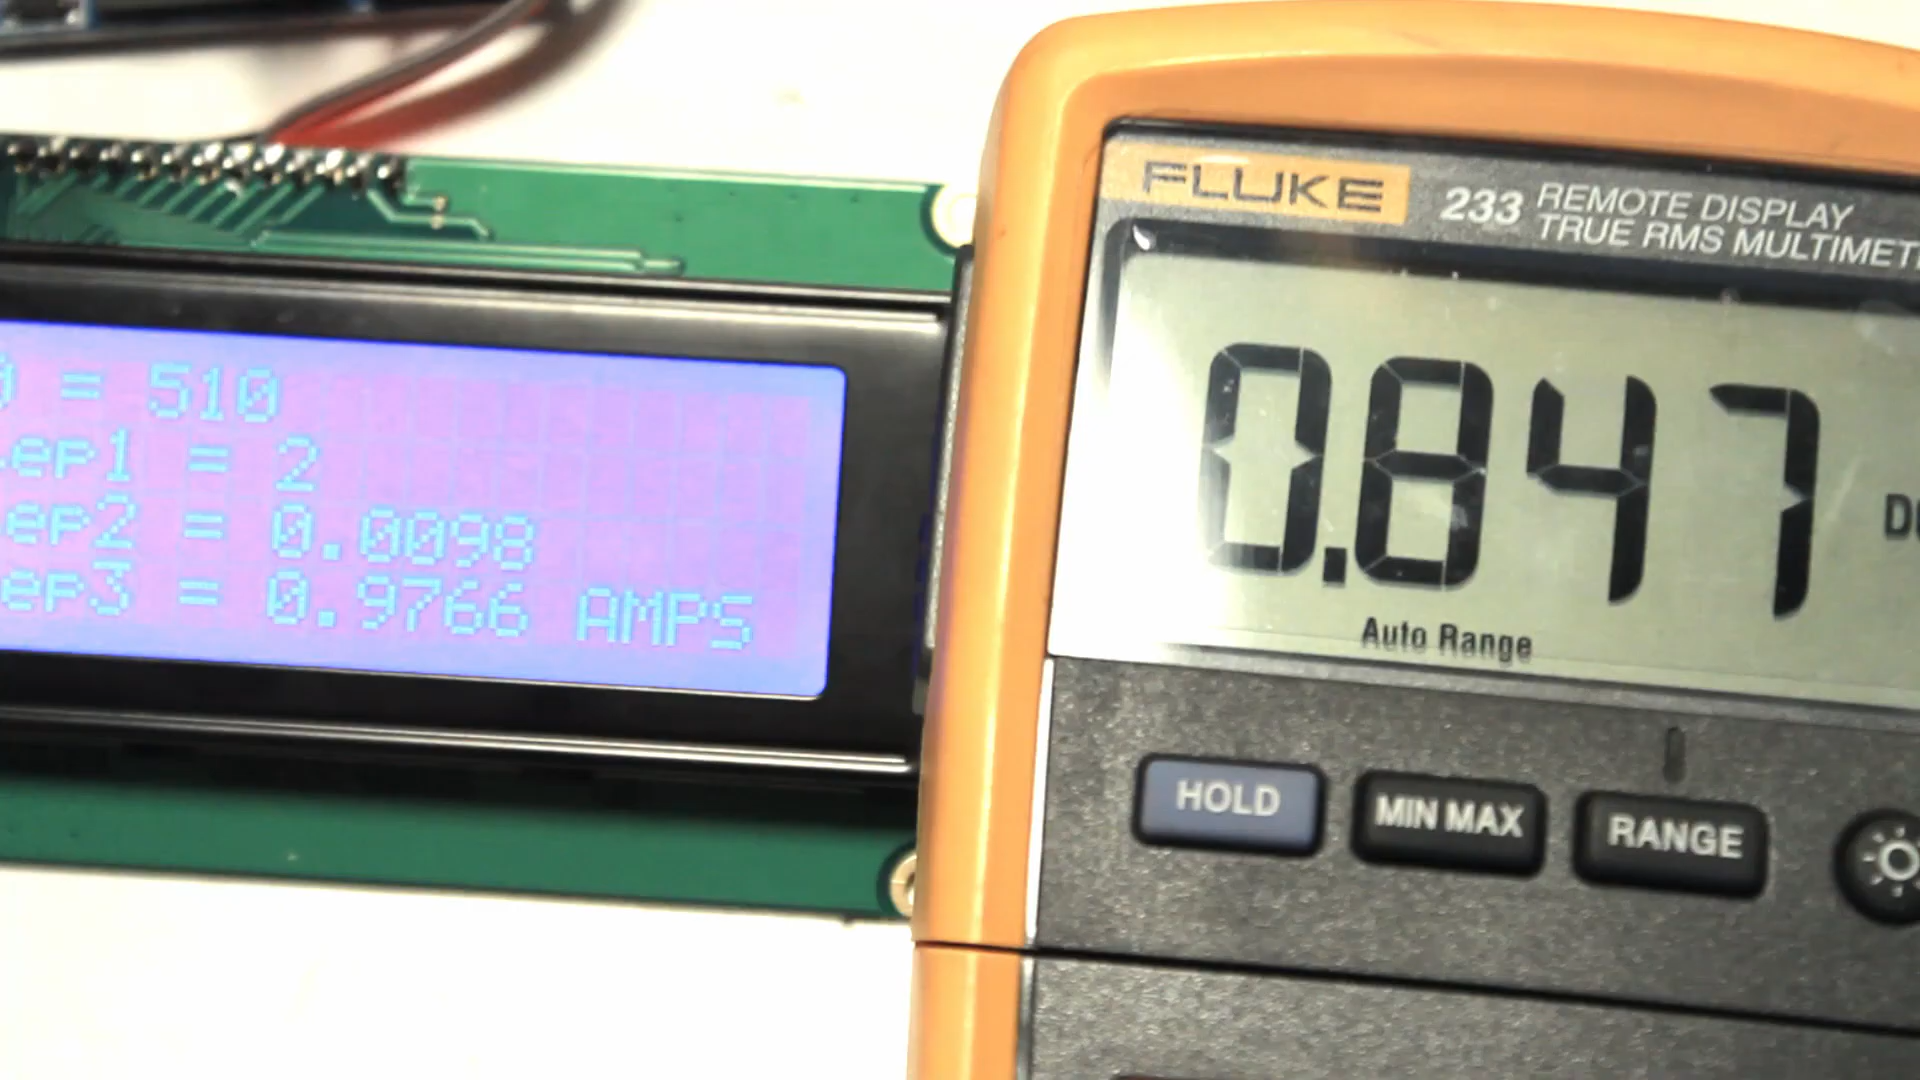 = 510
ep1 = 2
ep2 = 0.0098
ep3 = 0.9766 AMPS
FLUKE
233 REMOTE DISPLAY
TRUE RMS MULTIMET
0.847
Auto Range
HOLD
MIN MAX
RANGE